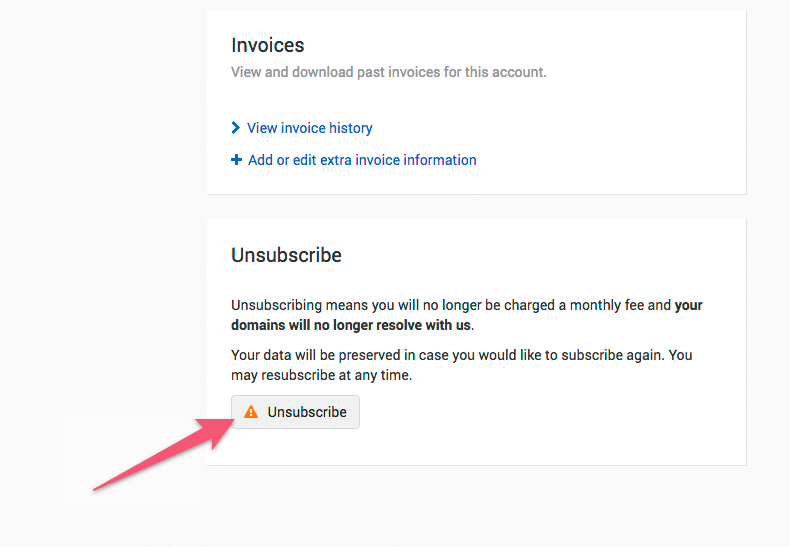 Invoices
View and download past invoices for this account.
View invoice history
Add or edit extra invoice information
Unsubscribe
Unsubscribing means you will no longer be charged a monthly fee and your
domains will no longer resolve with us.
Your data will be preserved in case you would like to subscribe again. You
may resubscribe at any time.
Unsubscribe